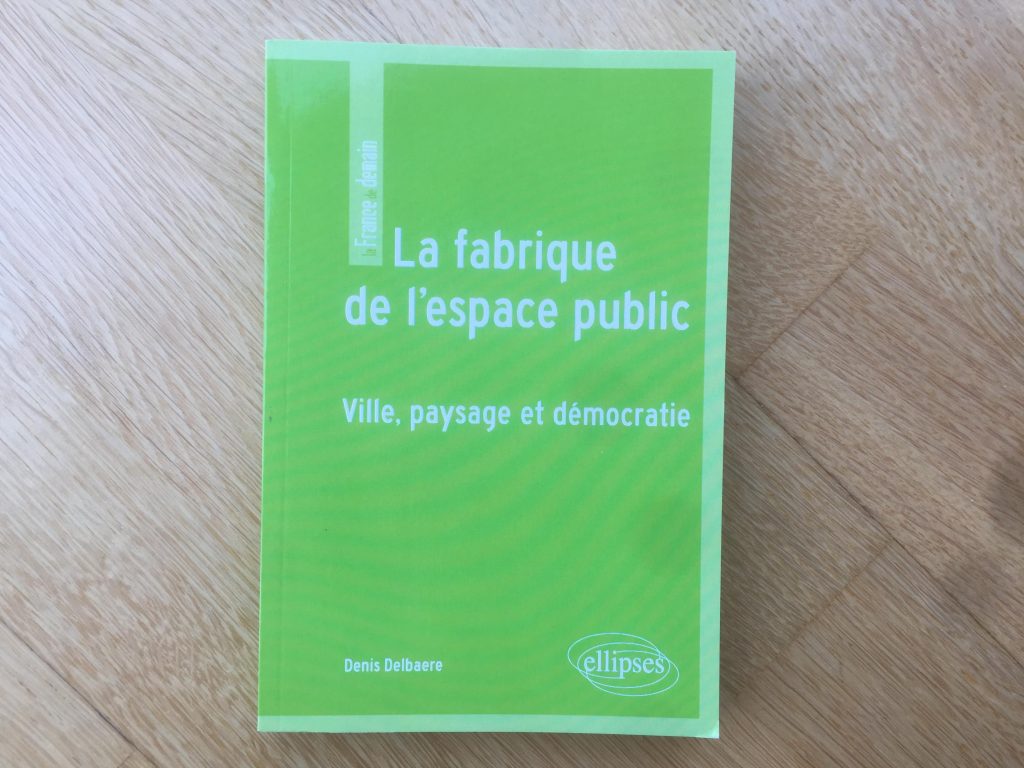 la France de demain
La fabrique
de l'espace public
Ville, paysage et démocratie
Denis Delbaere
ellipses